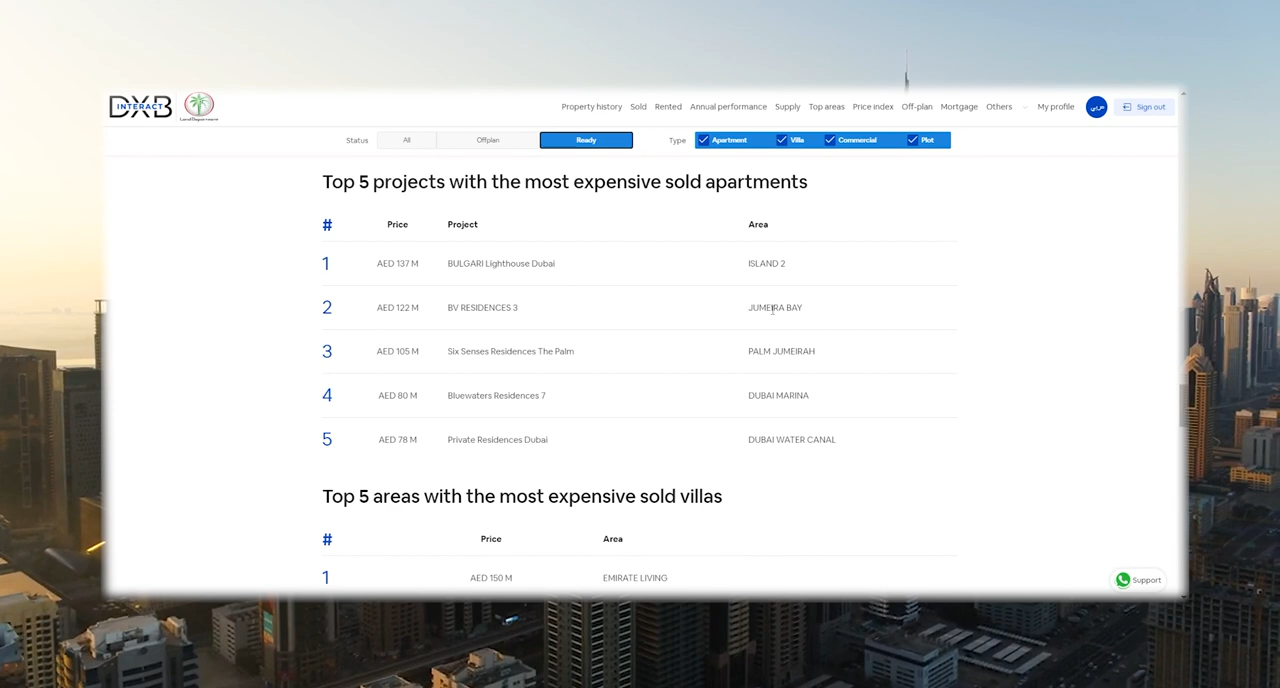 DXB INTERACT
Land Department
Property history Sold Rented Annual performance Supply Top areas Price index Off-plan Mortgage Others My profile عربي Sign out
Status All Offplan Ready Type Apartment Villa Commercial Plot
Top 5 projects with the most expensive sold apartments
# Price Project Area
1 AED 137 M BULGARI Lighthouse Dubai ISLAND 2
2 AED 122 M BV RESIDENCES 3 JUMEIRA BAY
3 AED 105 M Six Senses Residences The Palm PALM JUMEIRAH
4 AED 80 M Bluewaters Residences 7 DUBAI MARINA
5 AED 78 M Private Residences Dubai DUBAI WATER CANAL
Top 5 areas with the most expensive sold villas
# Price Area
1 AED 150 M EMIRATE LIVING
Support